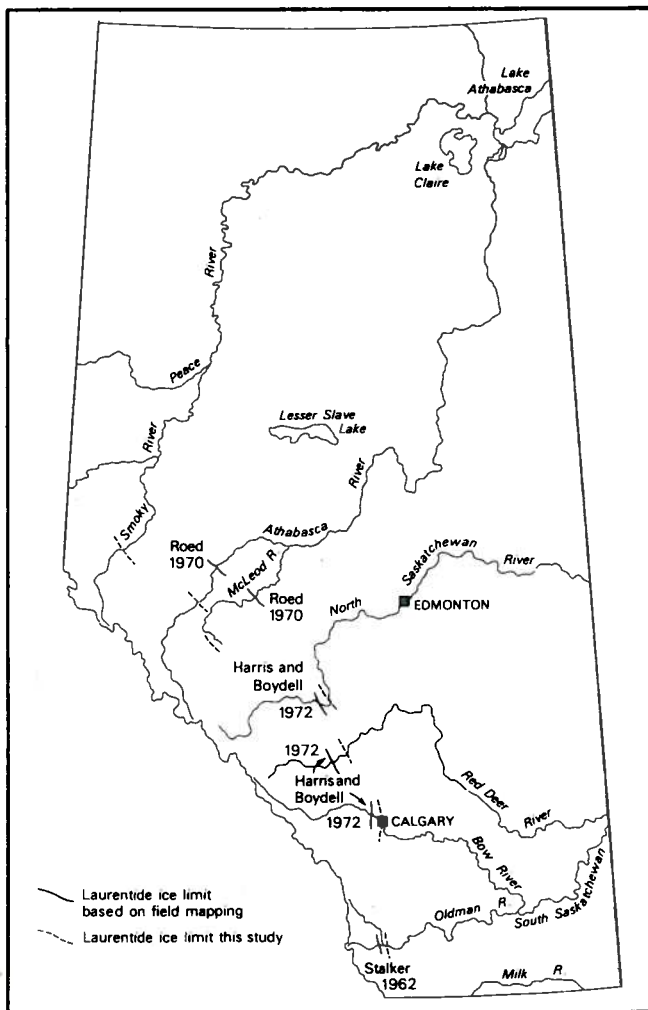 Lake
Athabasca
Lake
Claire
River
Peace
Lesser Slave
Lake
River
River
Smoky
Athabasca
Roed
1970
McLeod R
Roed
1970
Saskatchewan
River
North
EDMONTON
Harris and
Boydell
1972
1972
Harris and
Boydell
1972
CALGARY
Red Deer
River
Bow River
Oldman R.
South Saskatchewan
Stalker
1962
Milk R
Laurentide ice limit
based on field mapping
Laurentide ice limit this study